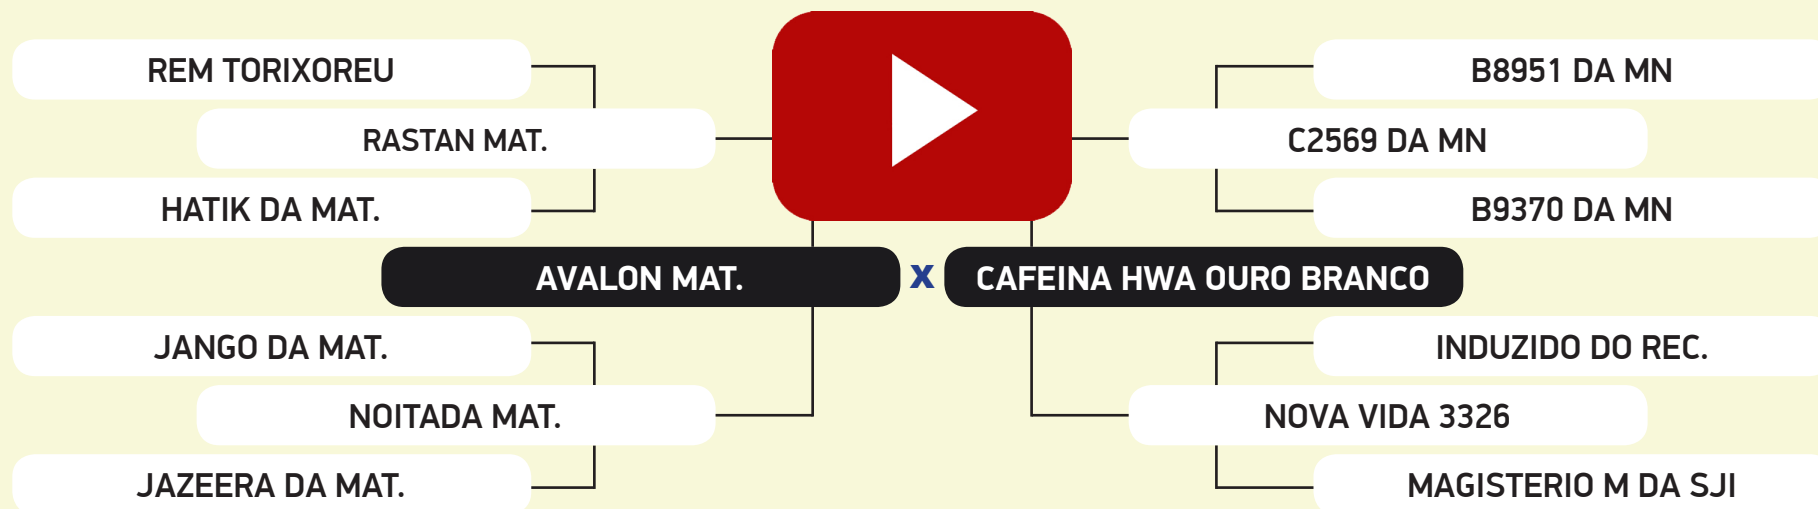 REM TORIXOREU
B8951 DA MN
RASTAN MAT.
C2569 DA MN
HATIK DA MAT.
B9370 DA MN
AVALON MAT. X CAFEINA HWA OURO BRANCO
JANGO DA MAT.
INDUZIDO DO REC.
NOITADA MAT.
NOVA VIDA 3326
JAZEERA DA MAT.
MAGISTERIO M DA SJI